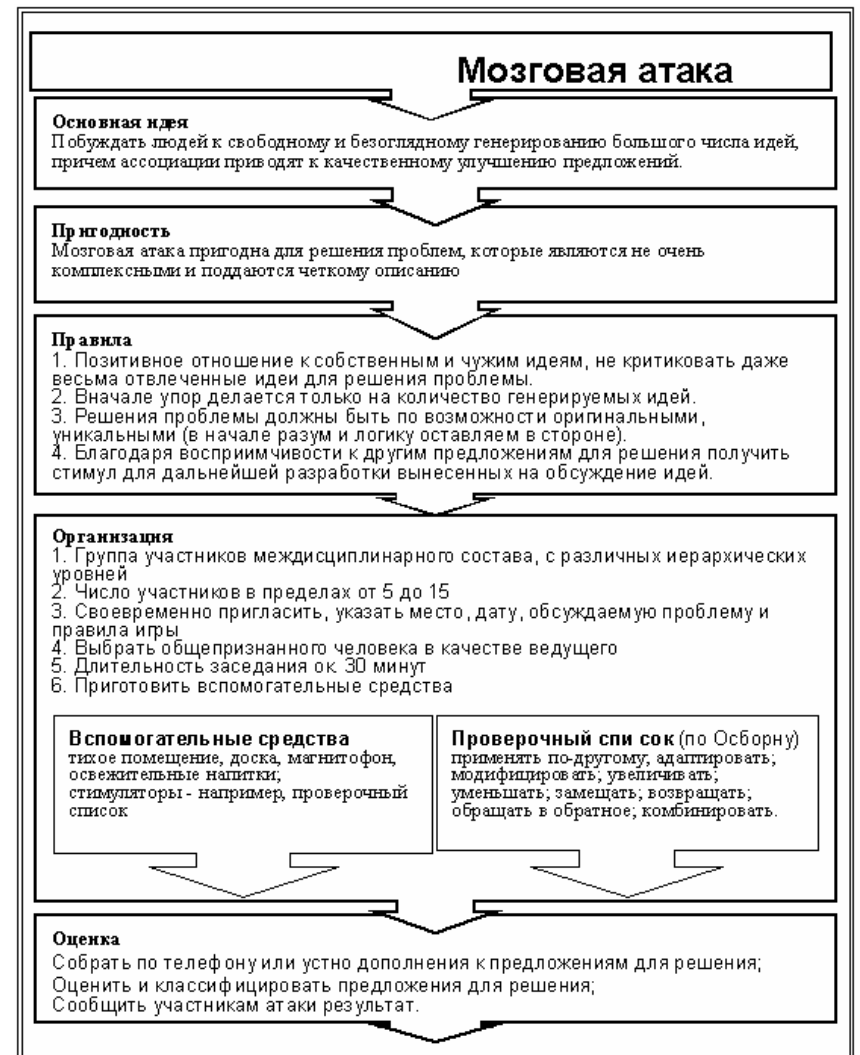 Мозговая атака
Основная идея
Побуждать людей к свободному и безоглядному генерированию большого числа идей,
причем ассоциации приводят к качественному улучшению предложений.
Пригодность
Мозговая атака пригодна для решения проблем, которые являются не очень
комплексными и поддаются четкому описанию
Правила
1. Позитивное отношение к собственным и чужим идеям, не критиковать даже
весьма отвлеченные идеи для решения проблемы.
2. Вначале упор делается только на количество генерируемых идей.
3. Решения проблемы должны быть по возможности оригинальными,
уникальными (в начале разум и логику оставляем в стороне).
4. Благодаря восприимчивости к другим предложениям для решения получить
стимул для дальнейшей разработки вынесенных на обсуждение идей.
Организация
1. Группа участников междисциплинарного состава, с различных иерархических
уровней
2. Число участников в пределах от 5 до 15
3. Своевременно пригласить, указать место, дату, обсуждаемую проблему и
правила игры
4. Выбрать общепризнанного человека в качестве ведущего
5. Длительность заседания ок. 30 минут
6. Приготовить вспомогательные средства
Вспомогательные средства
тихое помещение, доска, магнитофон,
освежительные напитки;
стимуляторы - например, проверочный
список
Проверочный спи сок (по Осборну)
применять по-другому; адаптировать;
модифицировать; увеличивать;
уменьшать; замещать; возвращать;
обращать в обратное; комбинировать.
Оценка
Собрать по телефону или устно дополнения к предложениям для решения;
Оценить и классифицировать предложения для решения;
Сообщить участникам атаки результат.